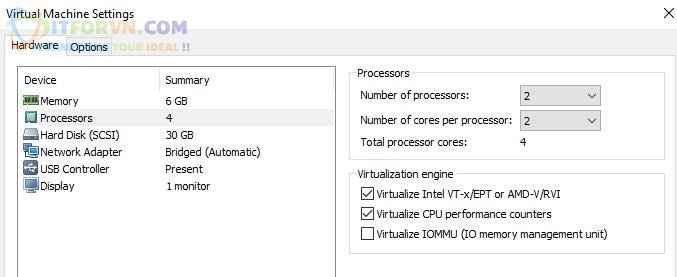 Virtual Machine Settings
ITFORVN.COM
YOUR IDEAL !!
Hardware Options
Device Summary
Memory 6 GB
Processors 4
Hard Disk (SCSI) 30 GB
Network Adapter Bridged (Automatic)
USB Controller Present
Display 1 monitor
Processors
Number of processors: 2
Number of cores per processor: 2
Total processor cores: 4
Virtualization engine
Virtualize Intel VT-x/EPT or AMD-V/RVI
Virtualize CPU performance counters
Virtualize IOMMU (IO memory management unit)